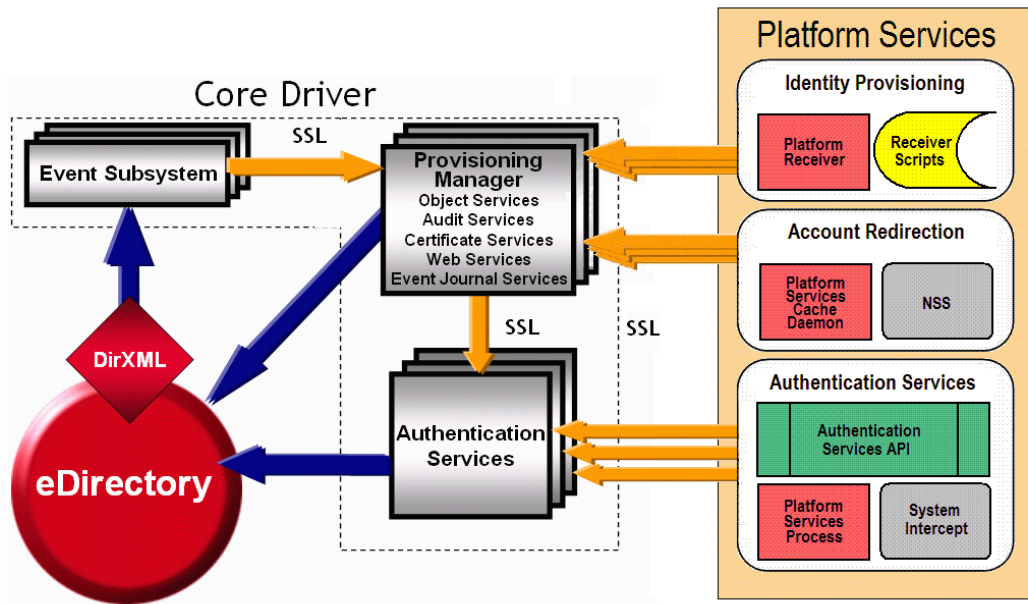 Platform Services
Core Driver
Identity Provisioning
Platform
Receiver
Receiver
Scripts
SSL
Event Subsystem
Provisioning
Manager
Object Services
Audit Services
Certificate Services
Web Services
Event Journal Services
Account Redirection
Platform
Services
Cache
Daemon
NSS
SSL
SSL
DirXML
eDirectory
Authentication
Services
Authentication Services
Authentication
Services API
Platform
Services
Process
System
Intercept